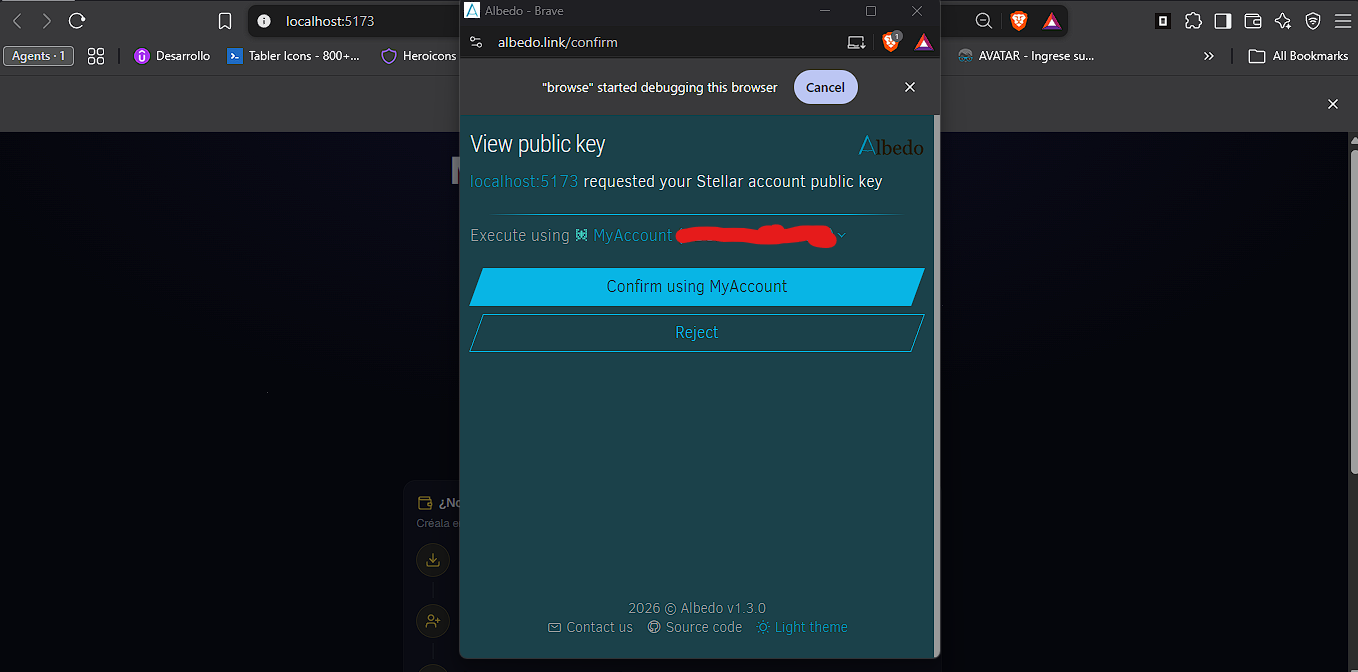 Albedo - Brave
localhost:5173
albedo.link/confirm
Agents · 1
Desarrollo
Tabler Icons - 800+...
Heroicons
AVATAR - Ingrese su...
»
All Bookmarks
"browse" started debugging this browser
Cancel
View public key
Albedo
localhost:5173 requested your Stellar account public key
Execute using MyAccount
Confirm using MyAccount
Reject
Créala
2026 © Albedo v1.3.0
Contact us
Source code
Light theme